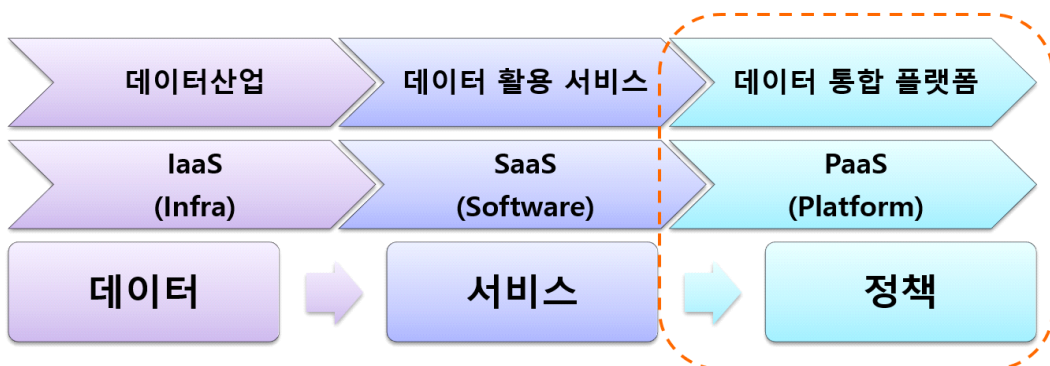 데이터산업
데이터 활용 서비스
데이터 통합 플랫폼
IaaS
(Infra)
SaaS
(Software)
PaaS
(Platform)
데이터
서비스
정책